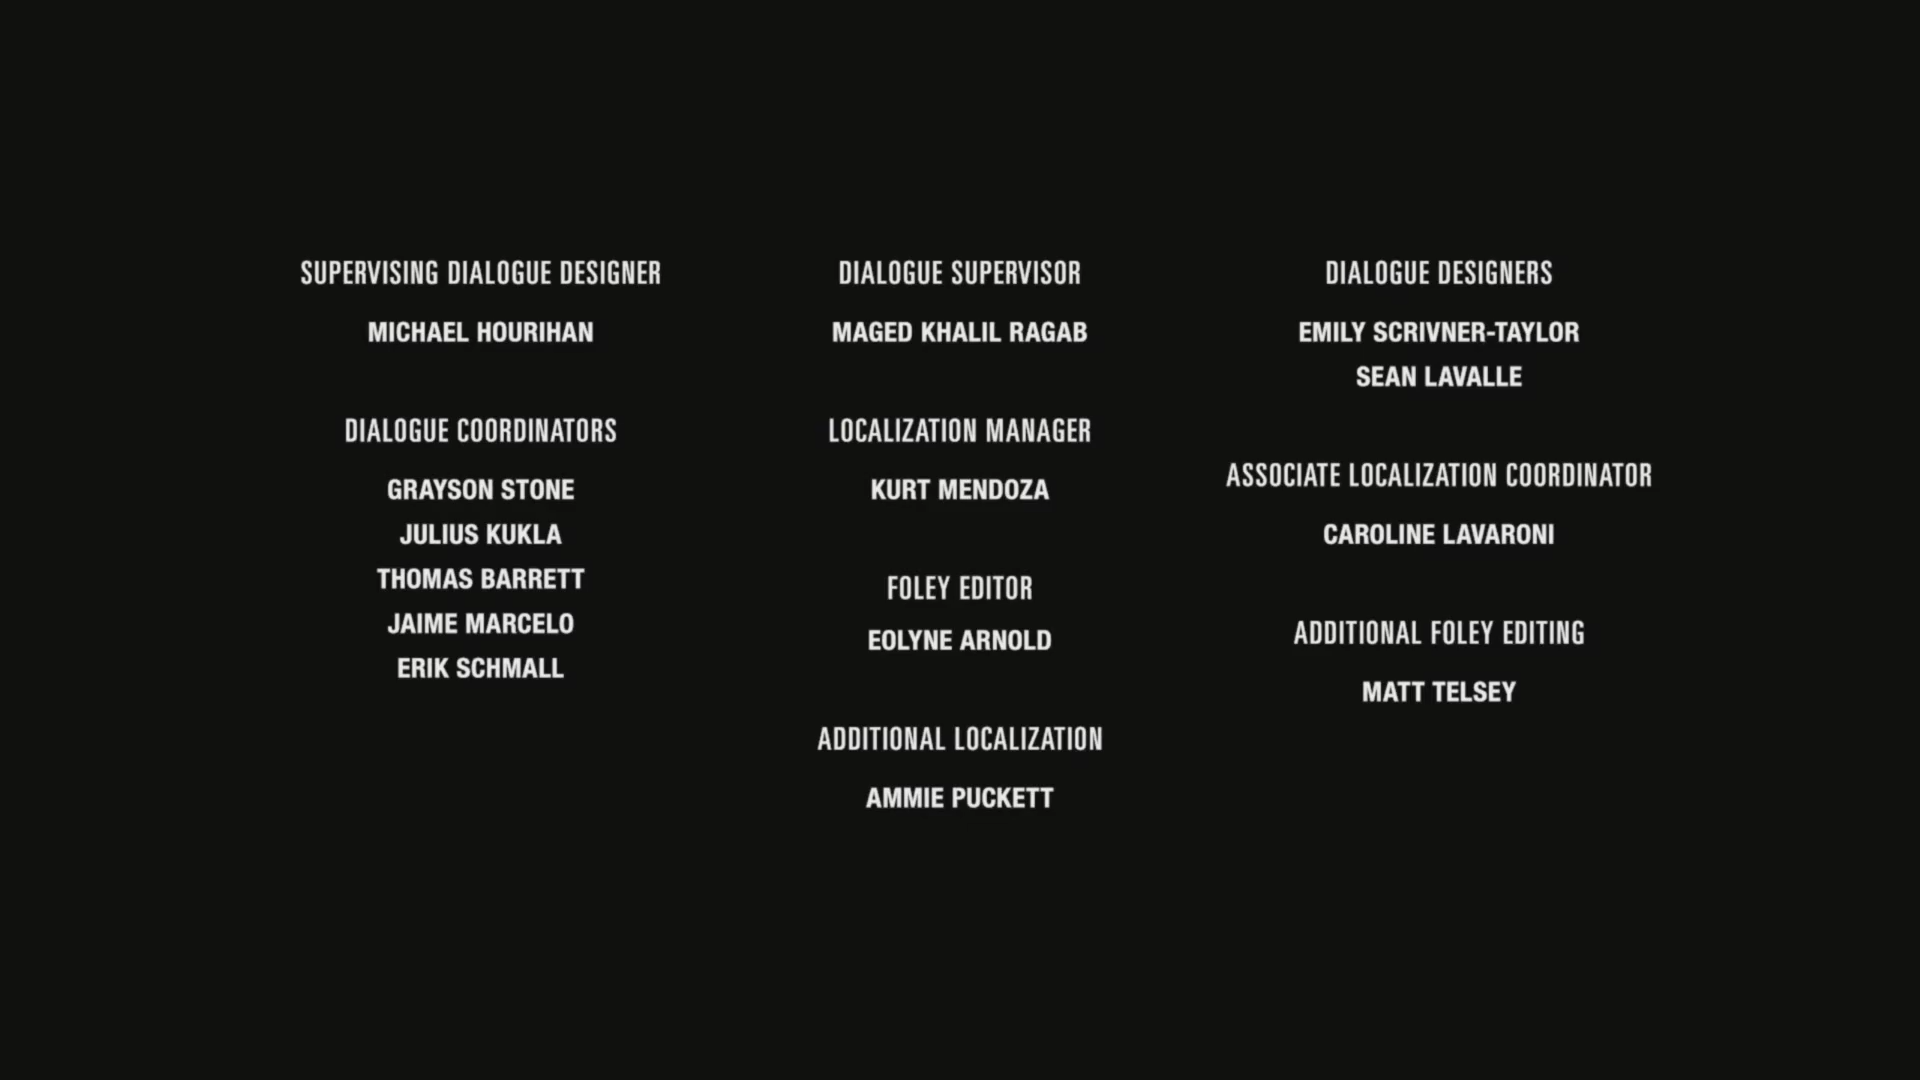 SUPERVISING DIALOGUE DESIGNER
MICHAEL HOURIHAN
DIALOGUE COORDINATORS
GRAYSON STONE
JULIUS KUKLA
THOMAS BARRETT
JAIME MARCELO
ERIK SCHMALL
DIALOGUE SUPERVISOR
MAGED KHALIL RAGAB
LOCALIZATION MANAGER
KURT MENDOZA
FOLEY EDITOR
EOLYNE ARNOLD
ADDITIONAL LOCALIZATION
AMMIE PUCKETT
DIALOGUE DESIGNERS
EMILY SCRIVNER-TAYLOR
SEAN LAVALLE
ASSOCIATE LOCALIZATION COORDINATOR
CAROLINE LAVARONI
ADDITIONAL FOLEY EDITING
MATT TELSEY